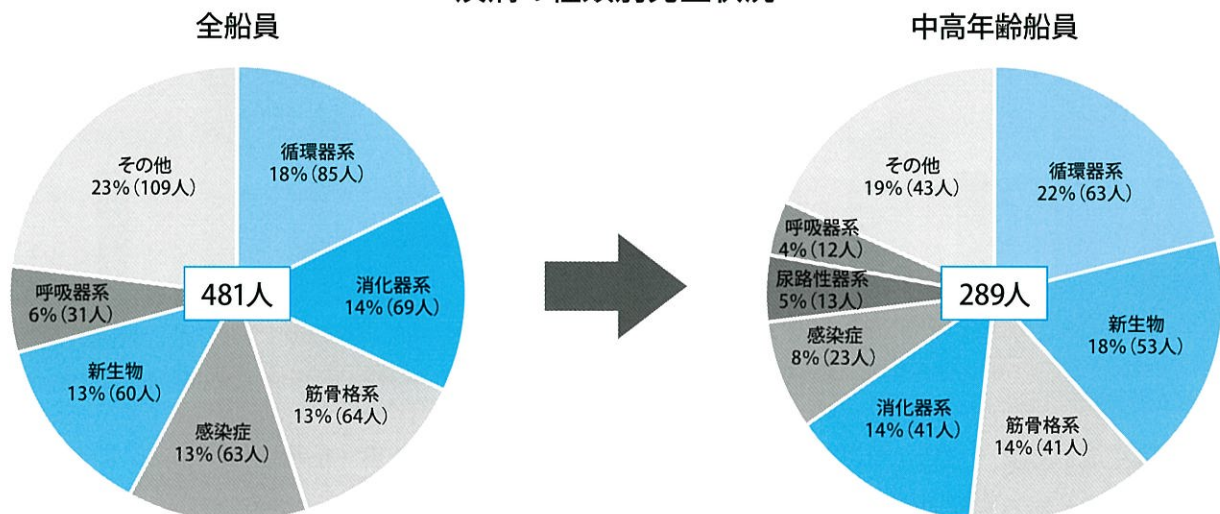 全船員
その他
23%(109人)
循環器系
18%(85人)
消化器系
14%(69人)
筋骨格系
13%(64人)
感染症
13%(63人)
新生物
13%(60人)
呼吸器系
6%(31人)
481人
中高年齢船員
その他
19%(43人)
循環器系
22%(63人)
新生物
18%(53人)
筋骨格系
14%(41人)
消化器系
14%(41人)
感染症
8%(23人)
尿路性器系
5%(13人)
呼吸器系
4%(12人)
289人